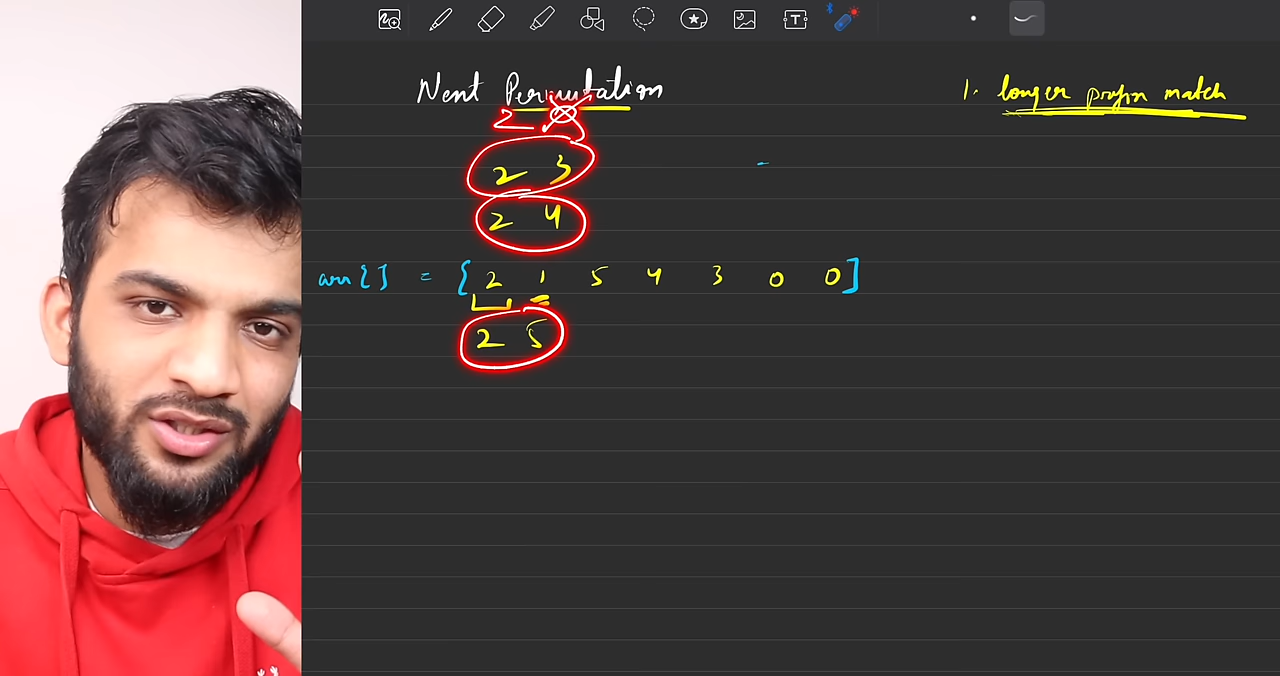 Next Permutation
1. longer prefix match
2
2 3
2 4
arr[] = [2 1 5 4 3 0 0]
2 5